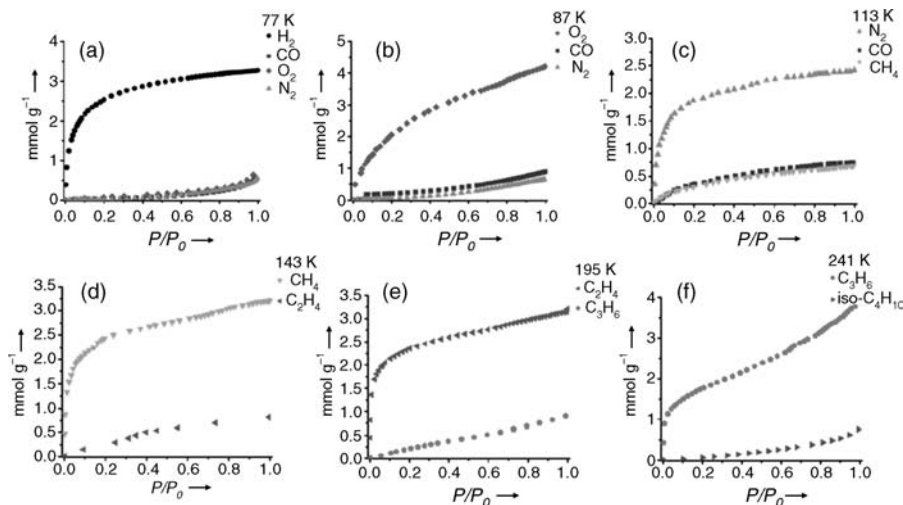 77 K
H₂
CO
O₂
N₂
(a)
mmol g⁻¹
4
3
2
1
0
0.0 0.2 0.4 0.6 0.8 1.0
P/P₀
87 K
O₂
CO
N₂
(b)
mmol g⁻¹
5
4
3
2
1
0
0.0 0.2 0.4 0.6 0.8 1.0
P/P₀
113 K
N₂
CO
CH₄
(c)
mmol g⁻¹
3.0
2.5
2.0
1.5
1.0
0.5
0.0
0.0 0.2 0.4 0.6 0.8 1.0
P/P₀
143 K
CH₄
C₂H₄
(d)
mmol g⁻¹
3.5
3.0
2.5
2.0
1.5
1.0
0.5
0.0
0.0 0.2 0.4 0.6 0.8 1.0
P/P₀
195 K
C₂H₄
C₃H₆
(e)
mmol g⁻¹
3.5
3.0
2.5
2.0
1.5
1.0
0.5
0.0
0.0 0.2 0.4 0.6 0.8 1.0
P/P₀
241 K
C₃H₆
iso-C₄H₁₀
(f)
mmol g⁻¹
4
3
2
1
0
0.0 0.2 0.4 0.6 0.8 1.0
P/P₀